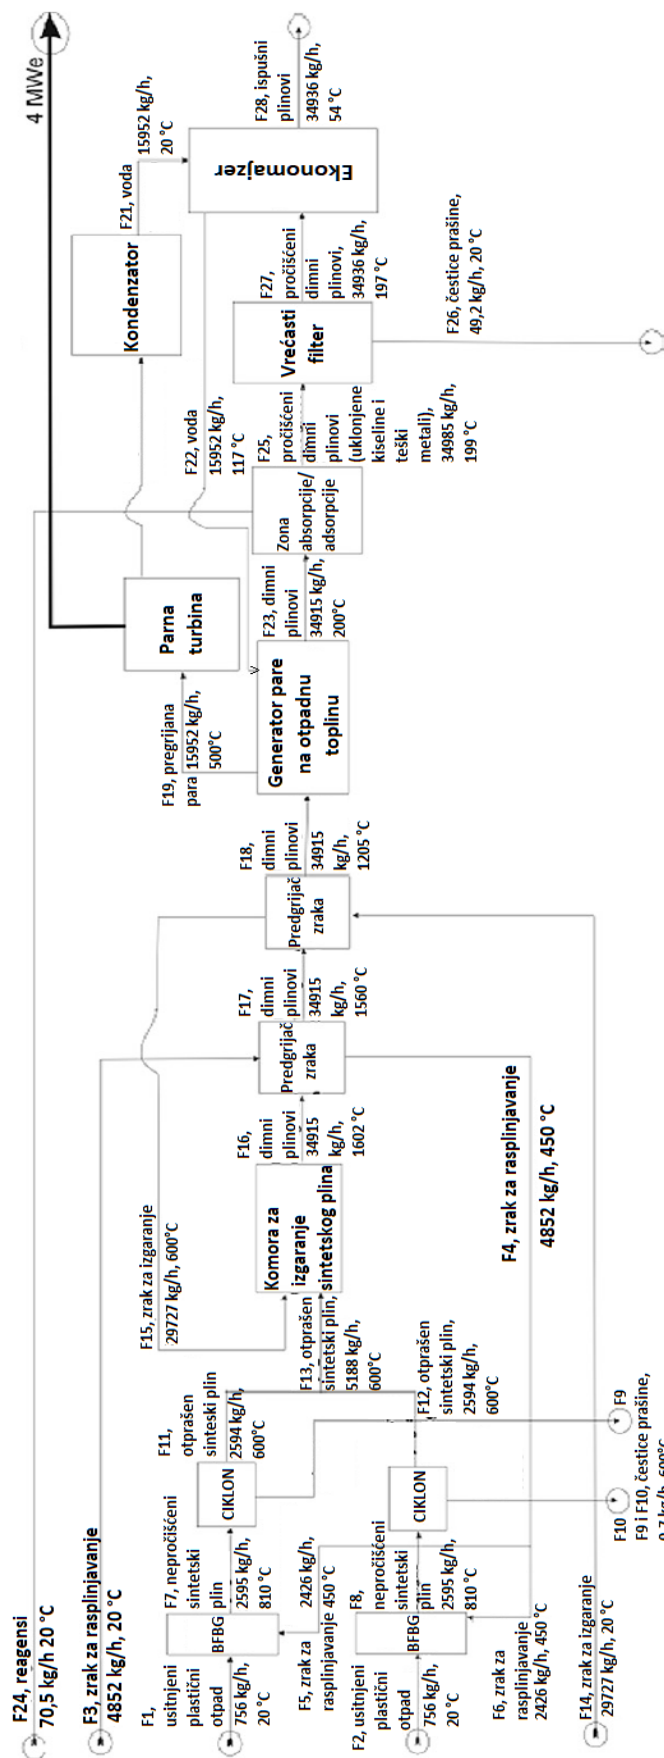 F24, reagensi
70,5 kg/h 20 °C
F3, zrak za rasplinjavanje
4852 kg/h, 20 °C
F1,
usitnjeni
plastični
otpad
756 kg/h,
20 °C
BFBG
F7, nepročišćeni
sintetski
plin
2595 kg/h,
810 °C
F5, zrak za
rasplinjavanje 450 °C
2426 kg/h,
F2, usitnjeni
plastični
otpad
756 kg/h,
20 °C
BFBG
F8,
nepročišćeni
sintetski
plin
2595 kg/h,
810 °C
F6, zrak za
rasplinjavanje
2426 kg/h, 450 °C
F14, zrak za izgaranje
29727 kg/h, 20 °C
CIKLON
CIKLON
F11,
otprašen
sinteski plin
2594 kg/h,
600°C
F12, otprašen
sintetski plin,
2594 kg/h,
600°C
F10
F9
F9 i F10, čestice prašine,
F13, otprašen
sintetski plin,
5188 kg/h,
600°C
F15, zrak za izgaranje
29727 kg/h, 600°C
Komora za
izgaranje
sintetskog plina
F16,
dimni
plinovi
34915
kg/h,
1602 °C
F4, zrak za rasplinjavanje
4852 kg/h, 450 °C
Predgrijač
zraka
F17,
dimni
plinovi
34915
kg/h,
1560 °C
Predgrijač
zraka
F18,
dimni
plinovi
34915
kg/h,
1205 °C
Generator pare
na otpadnu
toplinu
F19, pregrijana
para 15952 kg/h,
500°C
Parna
turbina
4 MWe
F23, dimni
plinovi
34915 kg/h,
200°C
Zona
absorpcije/
adsorpcije
F22, voda
15952 kg/h,
117 °C
F25,
pročišćeni
dimni
plinovi
(uklonjene
kiseline i
teški
metali),
34985 kg/h,
199 °C
Kondenzator
F21, voda
15952 kg/h,
20 °C
Vrećasti
filter
F26, čestice prašine,
49,2 kg/h, 20 °C
F27,
pročišćeni
dimni
plinovi,
34936 kg/h,
197 °C
Ekonomajzer
F28, ispušni
plinovi
34936 kg/h,
54 °C